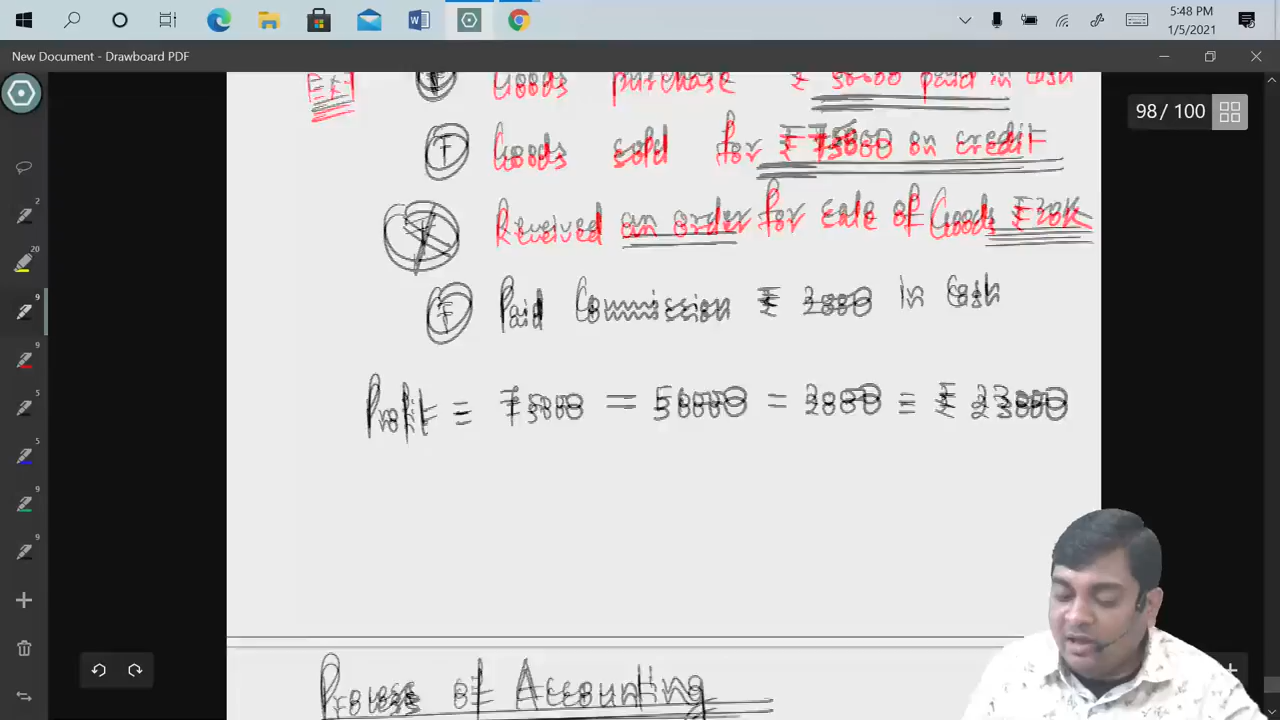 5:48 PM
1/5/2021
New Document - Drawboard PDF
98 / 100
Ex
F Goods purchase ₹ 50000 paid in cash
F Goods sold for ₹ 75000 on credit
Received an order for sale of Goods ₹ 20K
F Paid Commission ₹ 2000 in Cash
Profit = 75000 - 50000 - 2000 = ₹ 23000
Process of Accounting